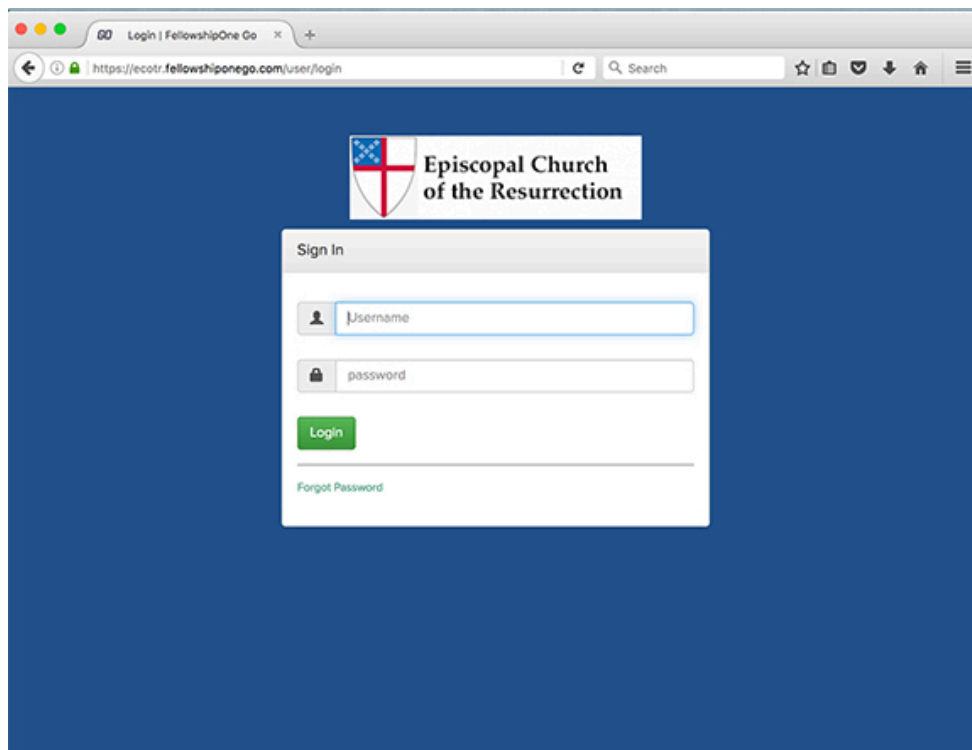 GO Login | FellowshipOne Go × +
https://ecotr.fellowshiponego.com/user/login Search
Episcopal Church
of the Resurrection
Sign In
Username
password
Login
Forgot Password